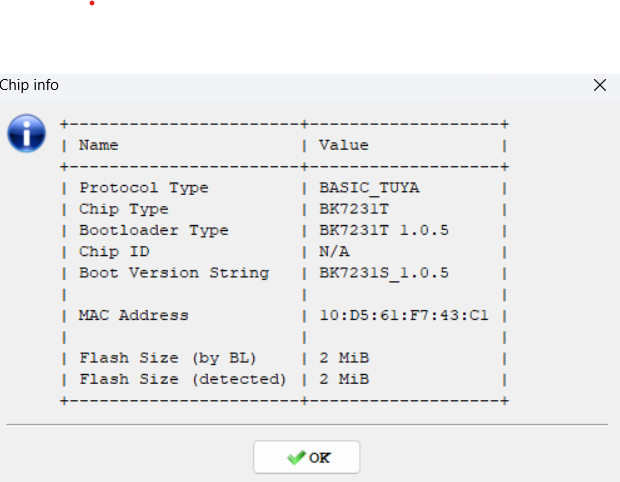 Chip info
+-----------------------+-------------------+
| Name | Value |
+-----------------------+-------------------+
| Protocol Type | BASIC_TUYA |
| Chip Type | BK7231T |
| Bootloader Type | BK7231T 1.0.5 |
| Chip ID | N/A |
| Boot Version String | BK7231S_1.0.5 |
| | |
| MAC Address | 10:D5:61:F7:43:C1 |
| | |
| Flash Size (by BL) | 2 MiB |
| Flash Size (detected) | 2 MiB |
+-----------------------+-------------------+
OK